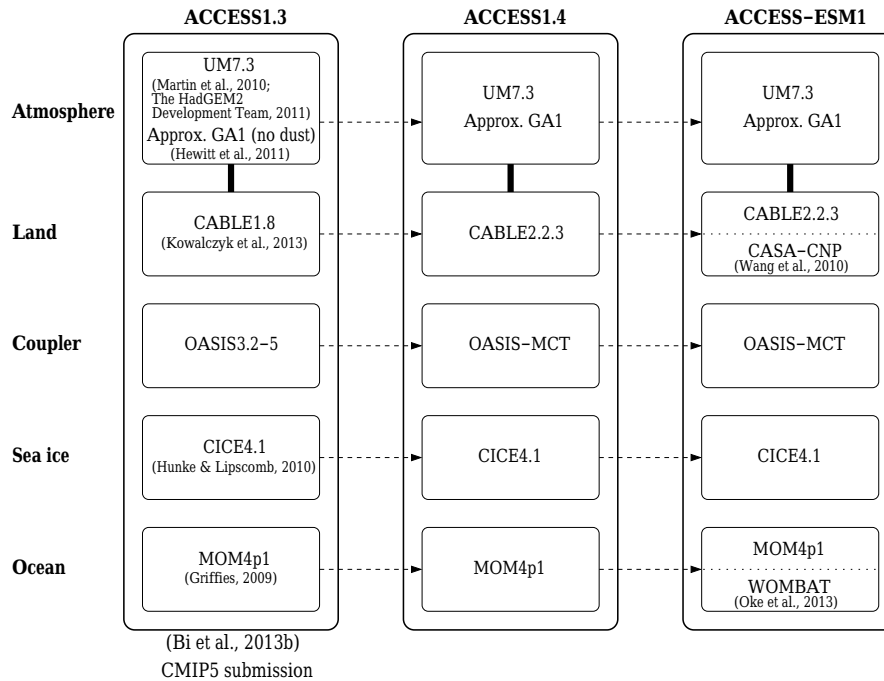 ACCESS1.3
ACCESS1.4
ACCESS−ESM1
Atmosphere
UM7.3
(Martin et al., 2010;
The HadGEM2
Development Team, 2011)
Approx. GA1 (no dust)
(Hewitt et al., 2011)
UM7.3
Approx. GA1
UM7.3
Approx. GA1
Land
CABLE1.8
(Kowalczyk et al., 2013)
CABLE2.2.3
CABLE2.2.3
CASA−CNP
(Wang et al., 2010)
Coupler
OASIS3.2−5
OASIS−MCT
OASIS−MCT
Sea ice
CICE4.1
(Hunke & Lipscomb, 2010)
CICE4.1
CICE4.1
Ocean
MOM4p1
(Griffies, 2009)
MOM4p1
MOM4p1
WOMBAT
(Oke et al., 2013)
(Bi et al., 2013b)
CMIP5 submission